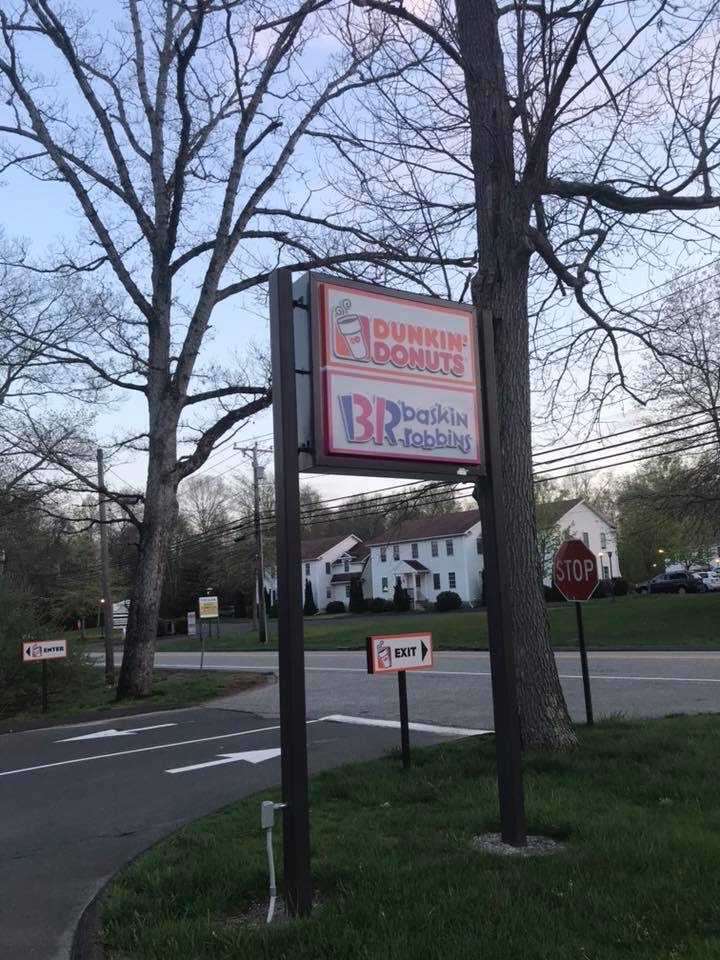 DUNKIN'
DONUTS
BR baskin
robbins
STOP
EXIT
ENTER